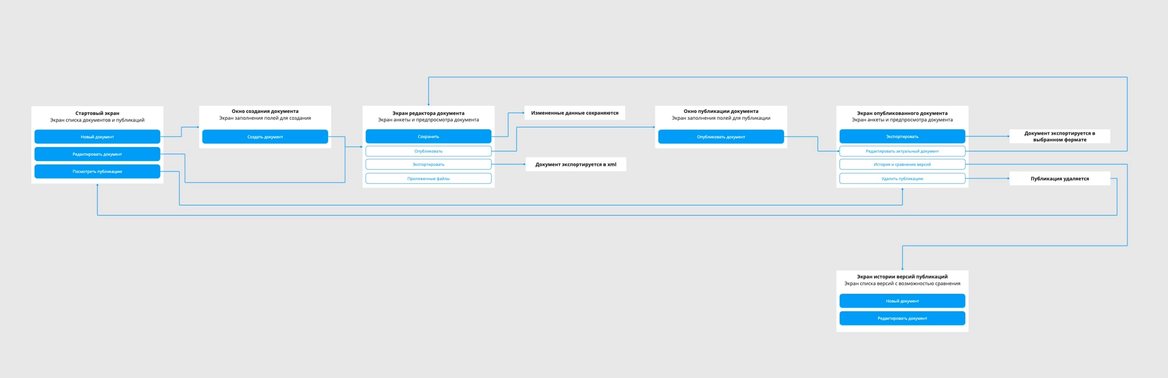 Стартовый экран
Экран списка документов и публикаций
Новый документ
Редактировать документ
Посмотреть публикацию
Окно создания документа
Экран заполнения полей для создания
Создать документ
Экран редактора документа
Экран анкеты и предпросмотра документа
Сохранить
Опубликовать
Экспортировать
Приложенные файлы
Измененные данные сохраняются
Документ экспортируется в xml
Окно публикации документа
Экран заполнения полей для публикации
Опубликовать документ
Экран опубликованного документа
Экран анкеты и предпросмотра документа
Экспортировать
Редактировать актуальный документ
История и сравнение версий
Удалить публикацию
Документ экспортируется в
выбранном формате
Публикация удаляется
Экран истории версий публикаций
Экран списка версий с возможностью сравнения
Новый документ
Редактировать документ